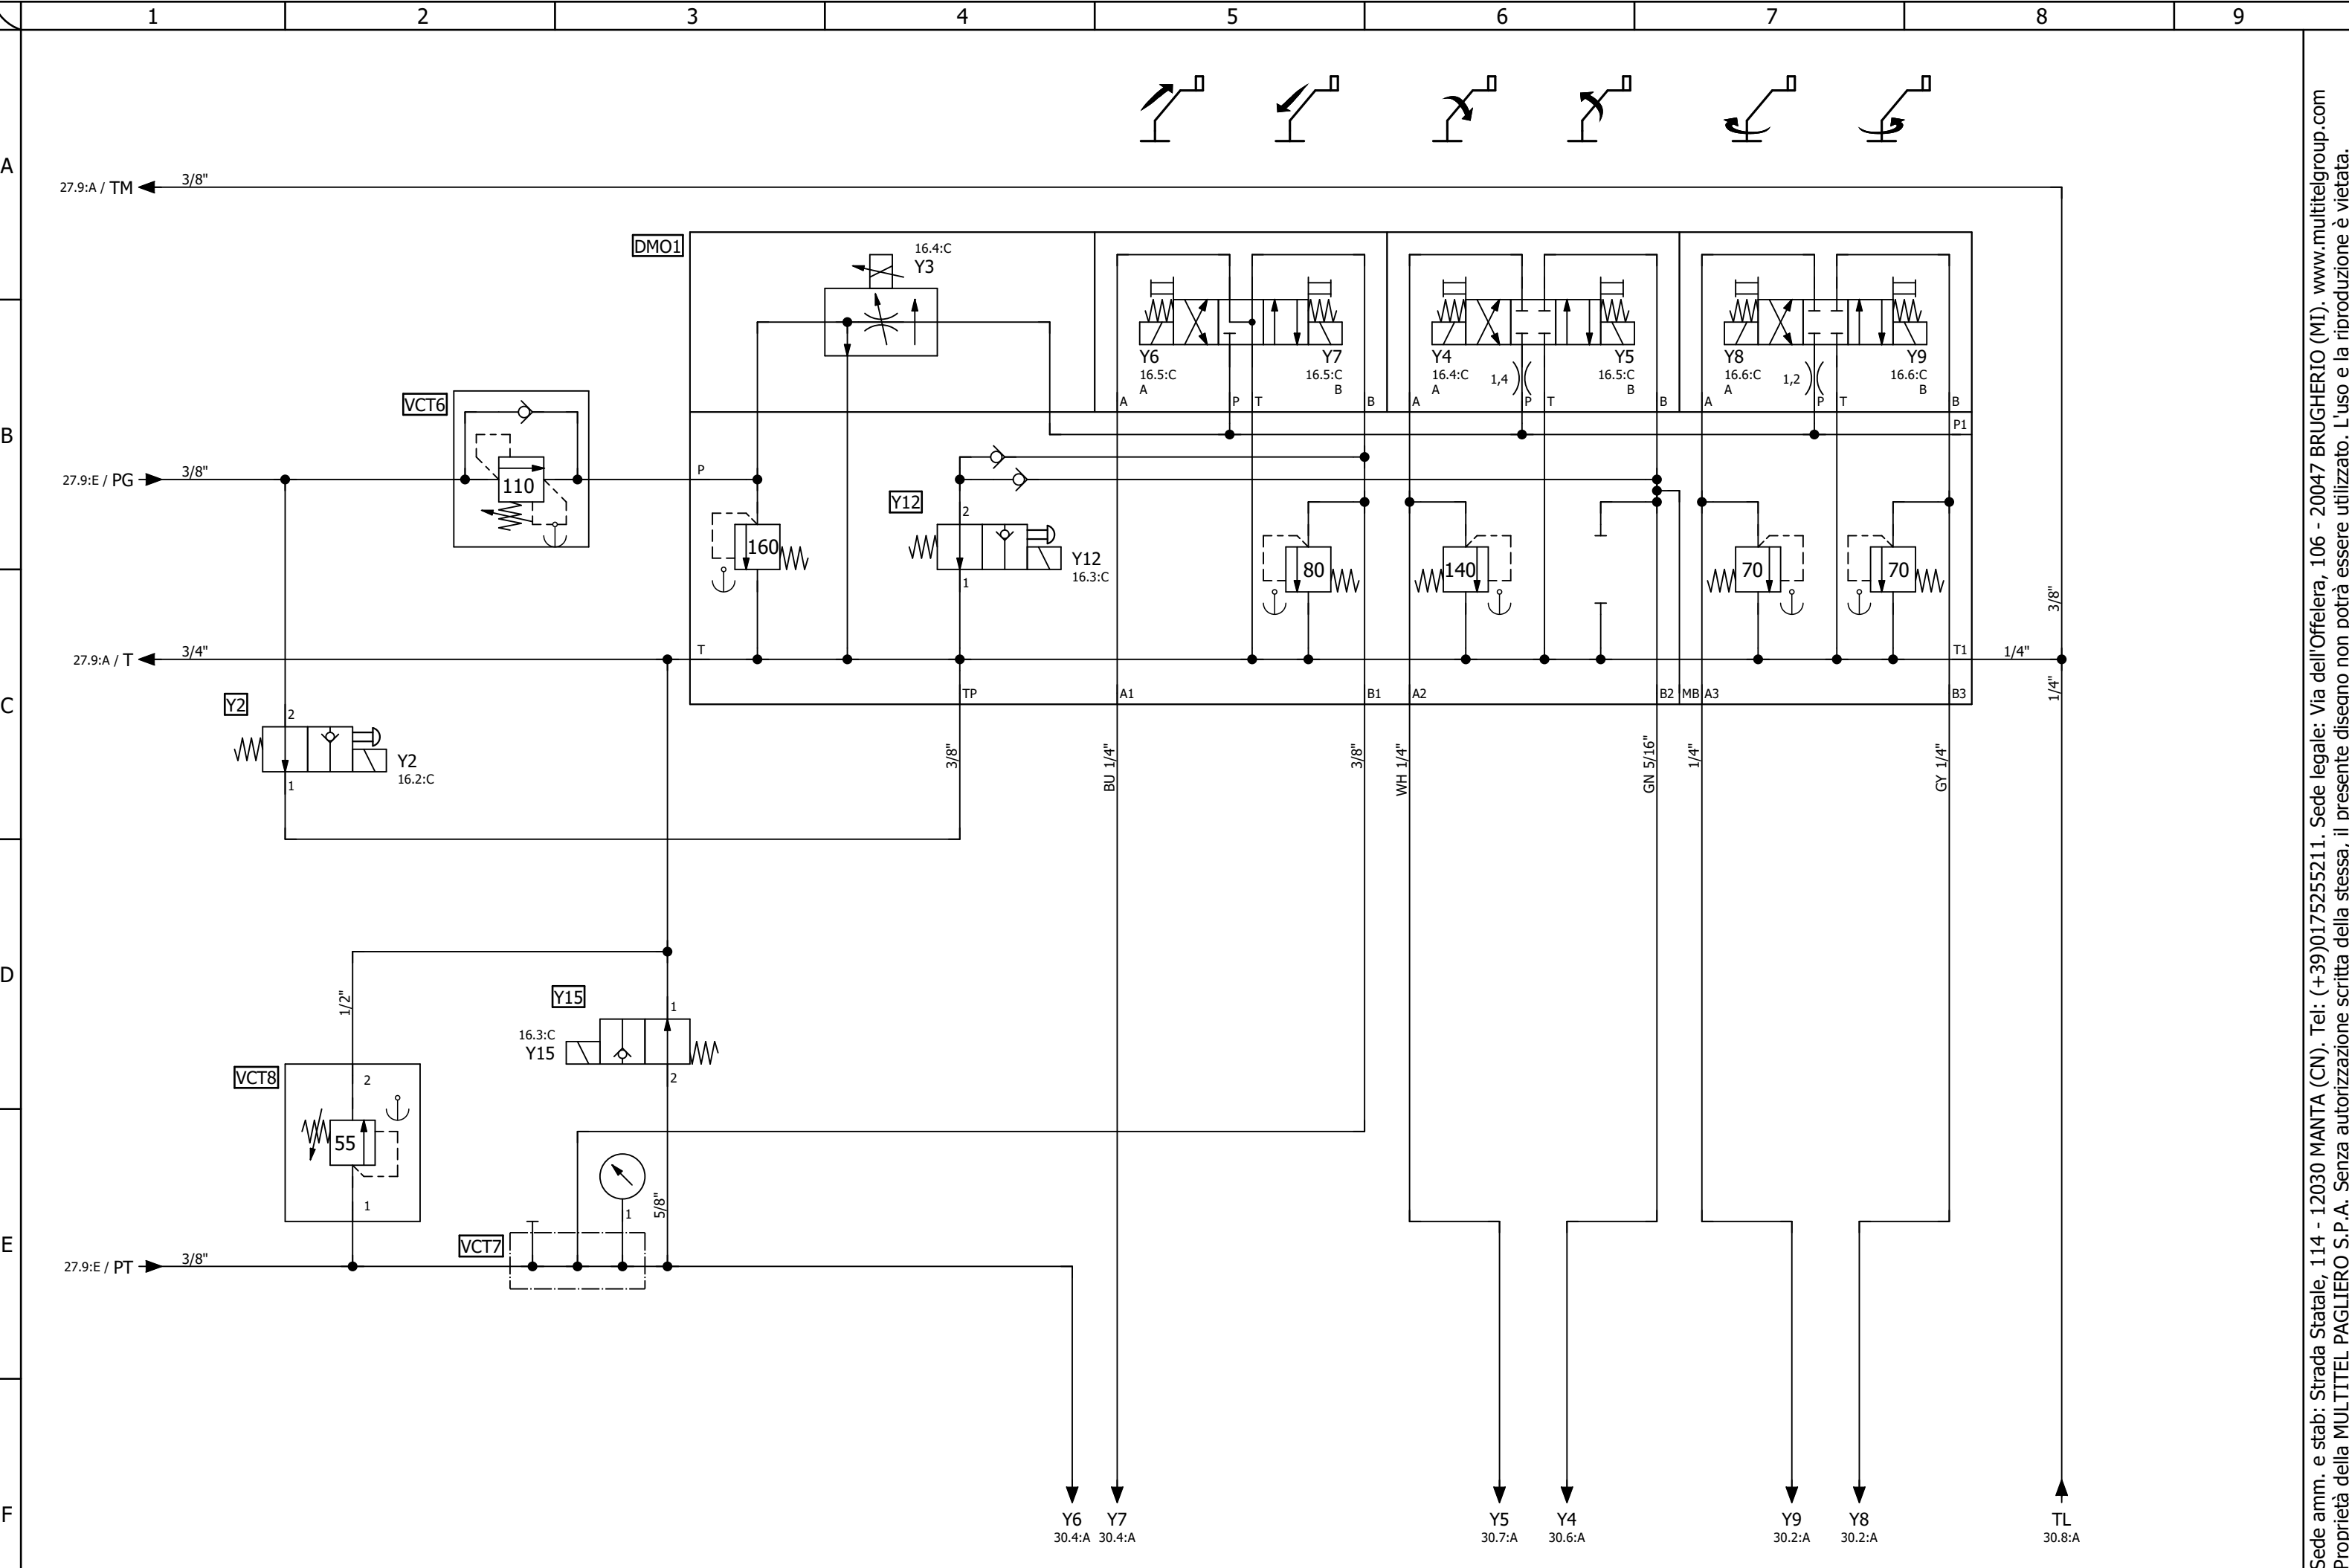 1 2 3 4 5 6 7 8 9
A
B
C
D
E
F
27.9:A / TM
3/8"
DMO1
16.4:C
Y3
Y6
16.5:C
A
Y7
16.5:C
B
Y4
16.4:C
A
1,4
Y5
16.5:C
B
Y8
16.6:C
A
1,2
Y9
16.6:C
B
A P T B A P T B A P T B
P1
VCT6
110
27.9:E / PG
3/8"
P
160
Y12
2
1
Y12
16.3:C
80
140
70
70
3/8"
27.9:A / T
3/4"
T
T1
1/4"
1/4"
TP A1 B1 A2 B2 MB A3 B3
Y2
2
1
Y2
16.2:C
3/8"
BU 1/4"
3/8"
WH 1/4"
GN 5/16"
1/4"
GY 1/4"
1/2"
Y15
1
16.3:C
Y15
2
VCT8
2
55
1
5/8"
1
VCT7
27.9:E / PT
3/8"
Y6
30.4:A
Y7
30.4:A
Y5
30.7:A
Y4
30.6:A
Y9
30.2:A
Y8
30.2:A
TL
30.8:A
Sede amm. e stab: Strada Statale, 114 - 12030 MANTA (CN). Tel: (+39)0175255211. Sede legale: Via dell'Offelera, 106 - 20047 BRUGHERIO (MI). www.multitelgroup.com
Proprietà della MULTITEL PAGLIERO S.P.A. Senza autorizzazione scritta della stessa, il presente disegno non potrà essere utilizzato. L'uso e la riproduzione è vietata.